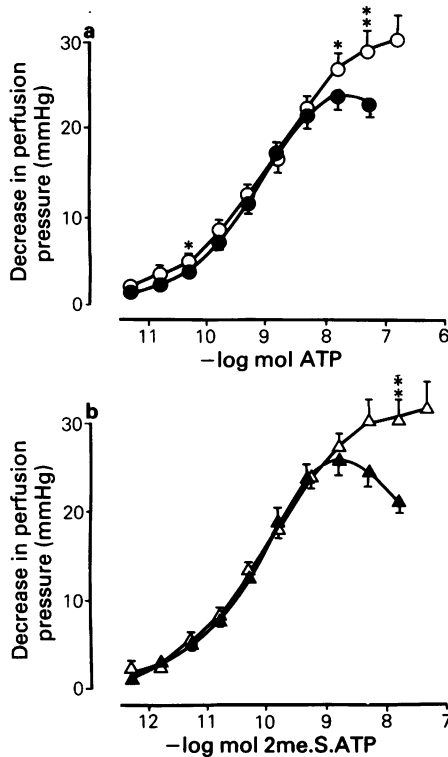 a
*
*
*
*
30
20
10
0
Decrease in perfusion
pressure (mmHg)
11 10 9 8 7 6
−log mol ATP
b
*
*
30
20
10
0
Decrease in perfusion
pressure (mmHg)
12 11 10 9 8 7
−log mol 2me.S.ATP